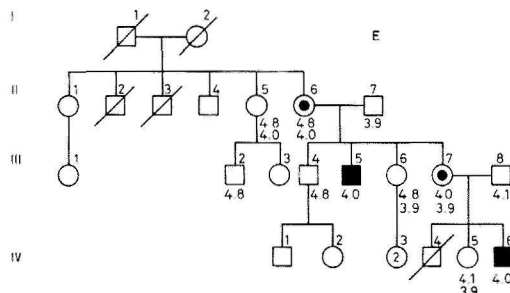 I
1 2
E
II
1 2 3 4 5 6 7
4.8 4.8 3.9
4.0 4.0
III
1 2 3 4 5 6 7 8
4.8 4.8 4.0 4.8 4.0 4.1
3.9 3.9
IV
1 2 3 4 5 6
2
4.1 4.0
3.9